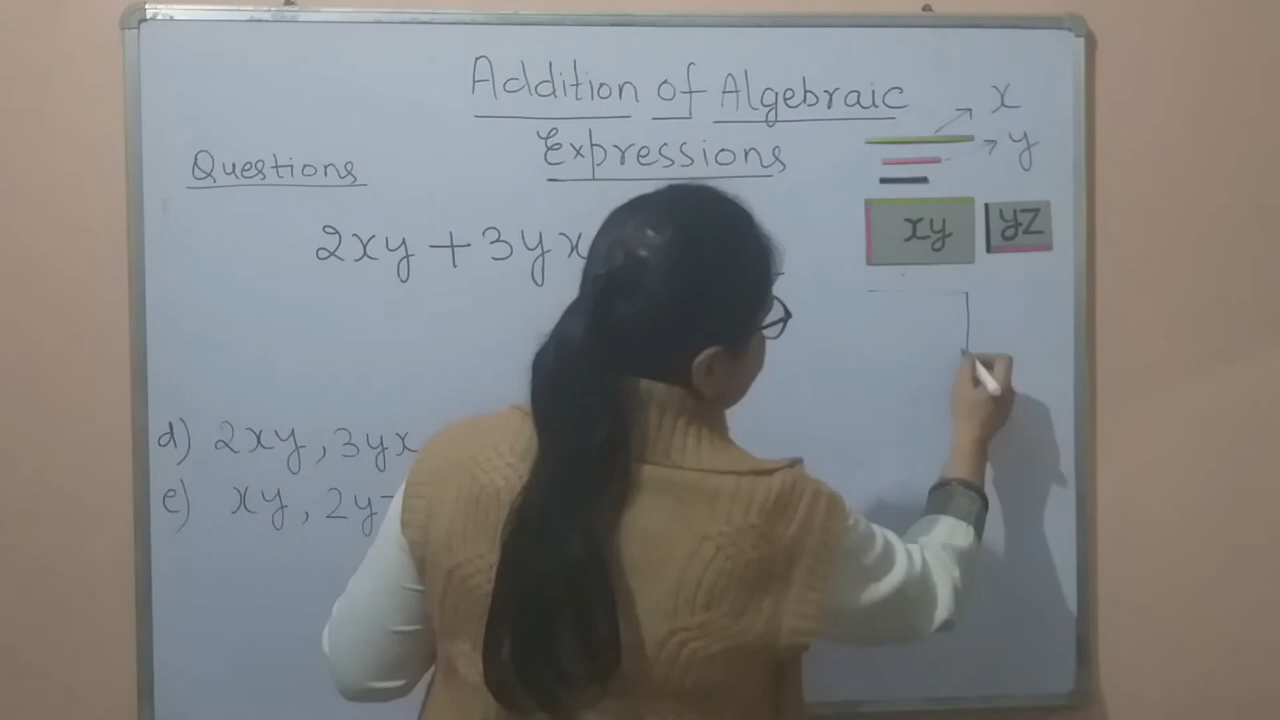 Addition of Algebraic
Expressions
x
y
Questions
xy
yz
2xy + 3yx
d) 2xy, 3yx
e) xy, 2y